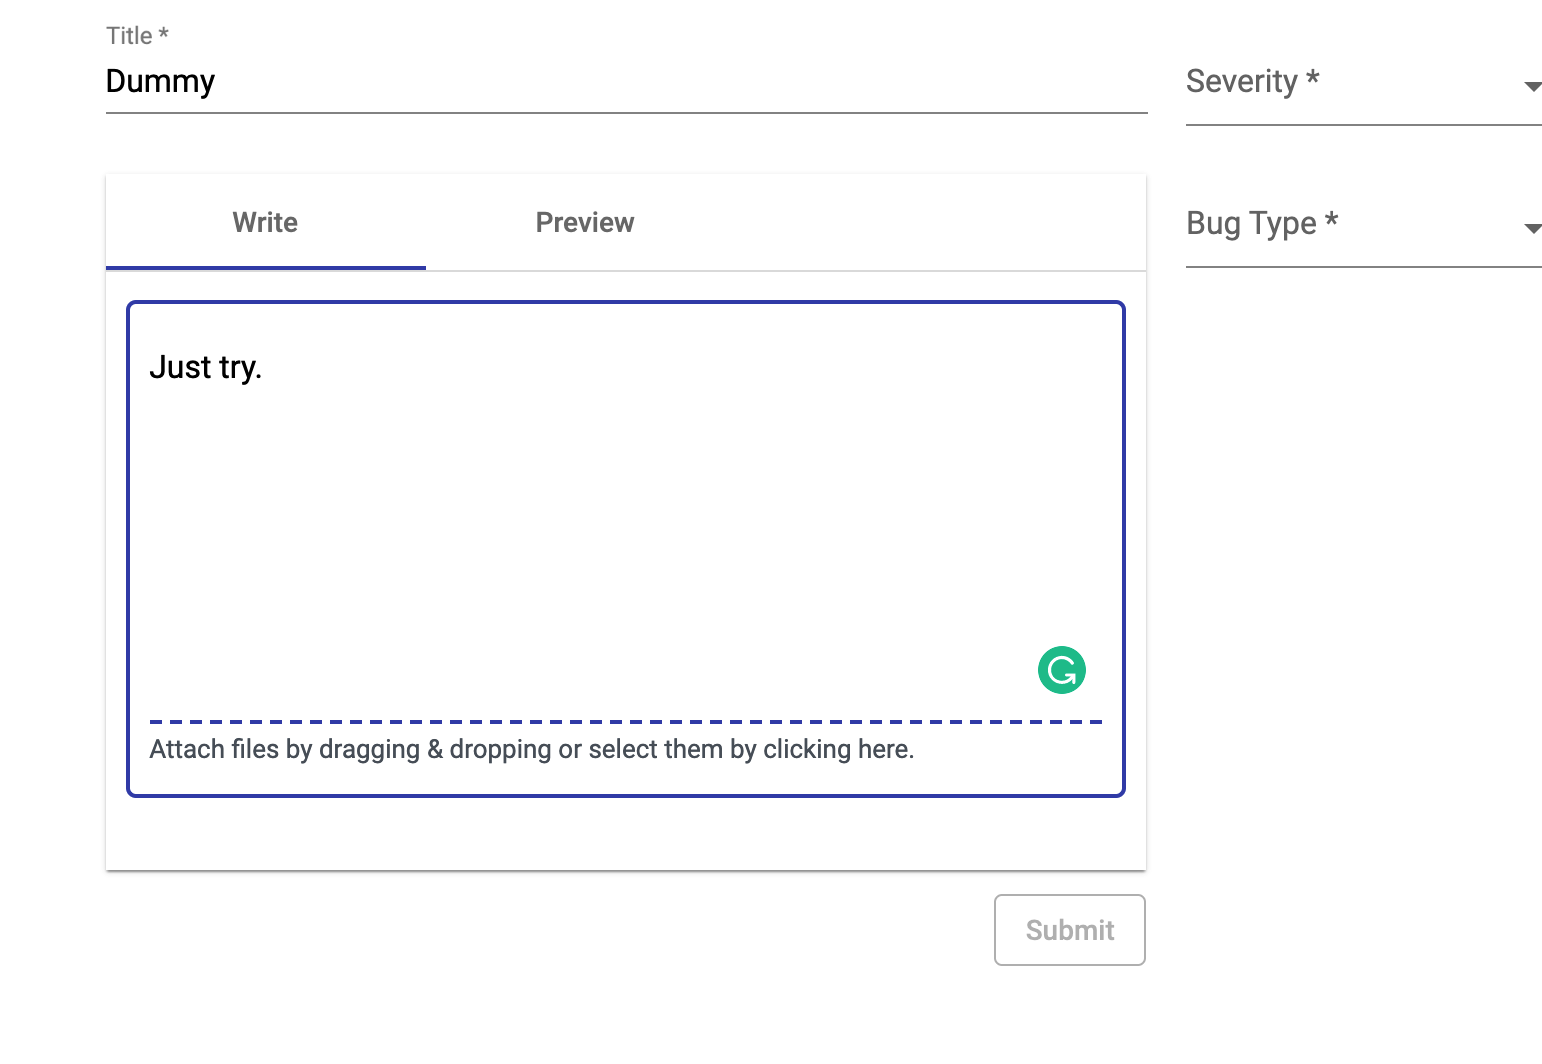 Title *
Dummy
Severity *
Write
Preview
Bug Type *
Just try.
Attach files by dragging & dropping or select them by clicking here.
Submit